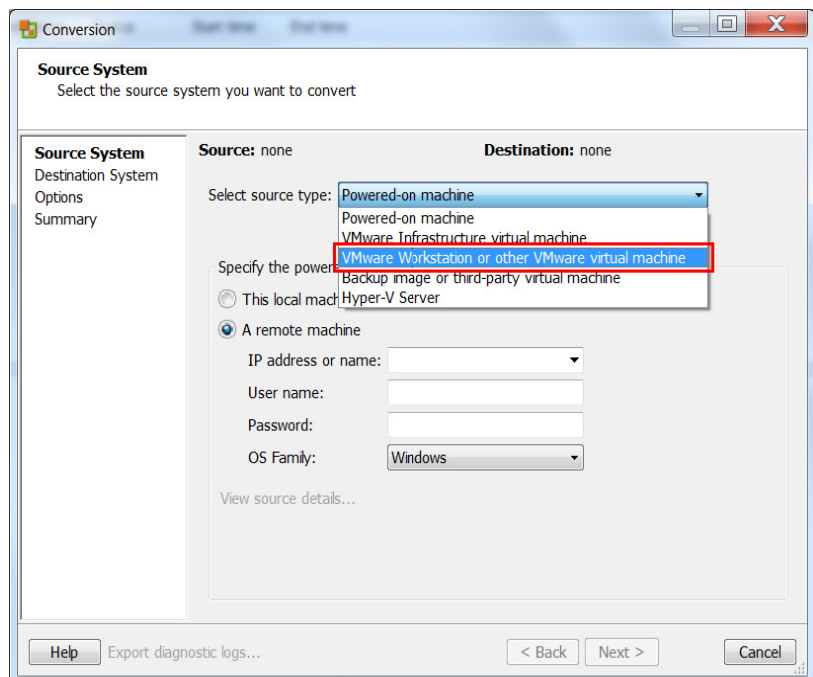 Conversion
Start time End time
Source System
Select the source system you want to convert
Source System
Destination System
Options
Summary
Source: none Destination: none
Select source type: Powered-on machine
Powered-on machine
VMware Infrastructure virtual machine
VMware Workstation or other VMware virtual machine
Backup image or third-party virtual machine
Hyper-V Server
Specify the power
This local mach
A remote machine
IP address or name:
User name:
Password:
OS Family: Windows
View source details...
Help Export diagnostic logs... < Back Next > Cancel